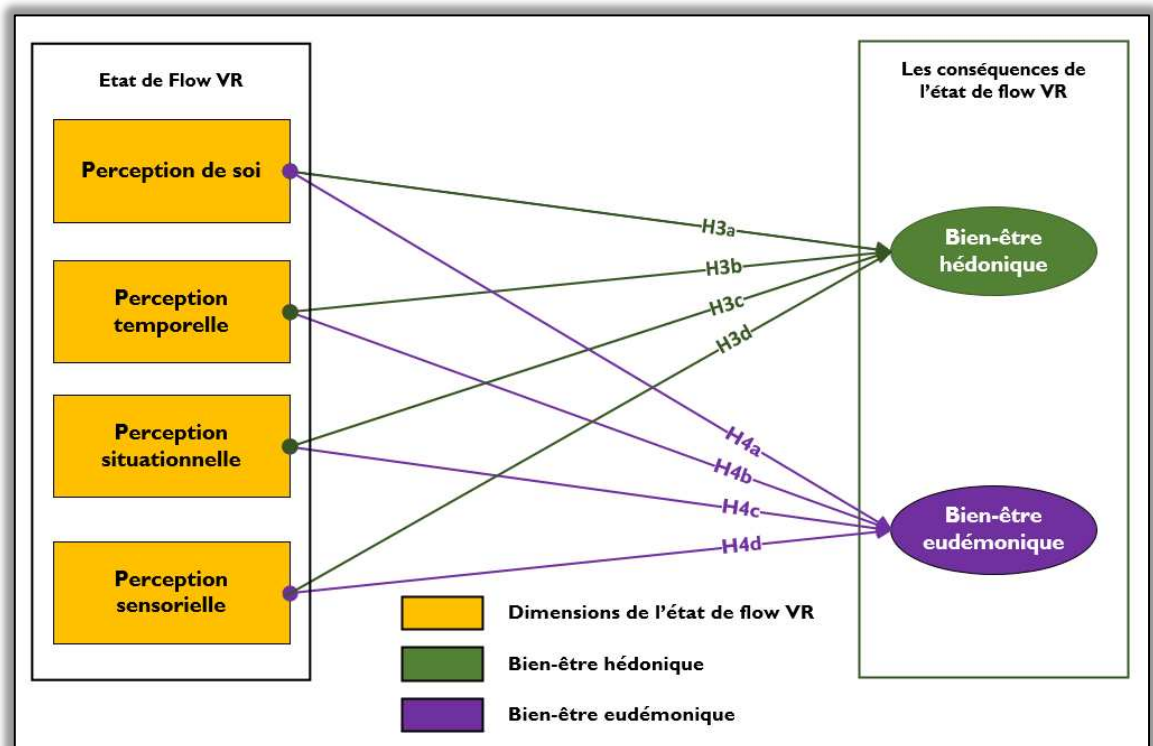 Etat de Flow VR
Perception de soi
Perception
temporelle
Perception
situationnelle
Perception
sensorielle
H3a
H3b
H3c
H3d
H4a
H4b
H4c
H4d
Les conséquences de
l'état de flow VR
Bien-être
hédonique
Bien-être
eudémonique
Dimensions de l'état de flow VR
Bien-être hédonique
Bien-être eudémonique